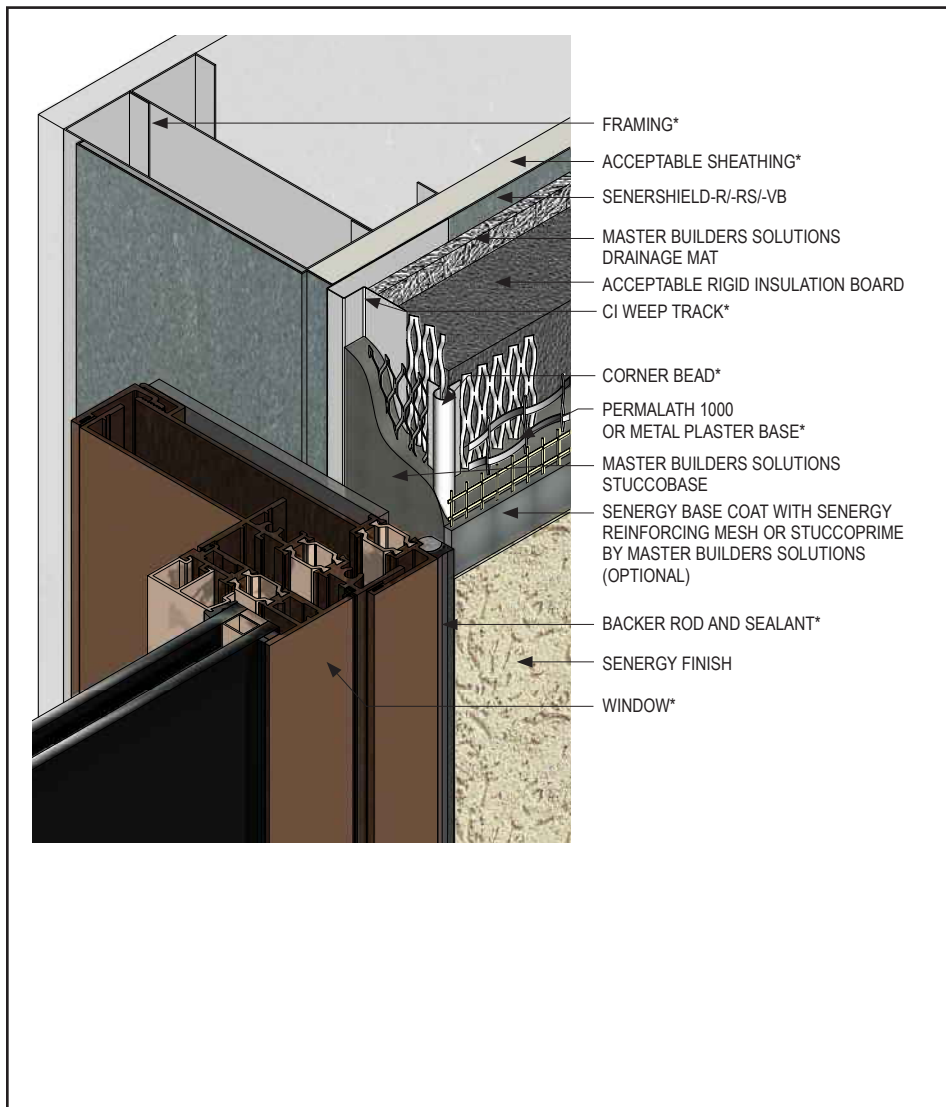 FRAMING*
ACCEPTABLE SHEATHING*
SENERSHIELD-R/-RS/-VB
MASTER BUILDERS SOLUTIONS
DRAINAGE MAT
ACCEPTABLE RIGID INSULATION BOARD
CI WEEP TRACK*
CORNER BEAD*
PERMALATH 1000
OR METAL PLASTER BASE*
MASTER BUILDERS SOLUTIONS
STUCCOBASE
SENERGY BASE COAT WITH SENERGY
REINFORCING MESH OR STUCCOPRIME
BY MASTER BUILDERS SOLUTIONS
(OPTIONAL)
BACKER ROD AND SEALANT*
SENERGY FINISH
WINDOW*